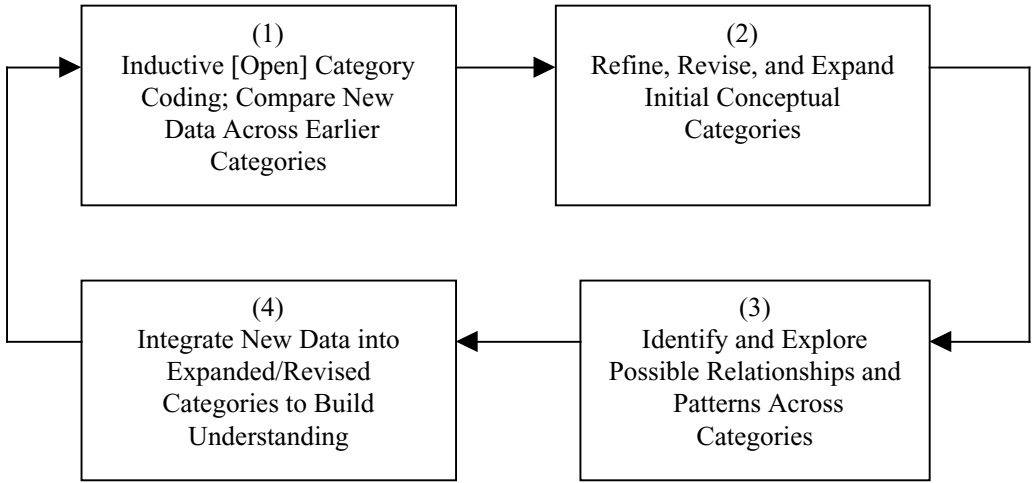 (1)
Inductive [Open] Category
Coding; Compare New
Data Across Earlier
Categories
(2)
Refine, Revise, and Expand
Initial Conceptual
Categories
(3)
Identify and Explore
Possible Relationships and
Patterns Across
Categories
(4)
Integrate New Data into
Expanded/Revised
Categories to Build
Understanding